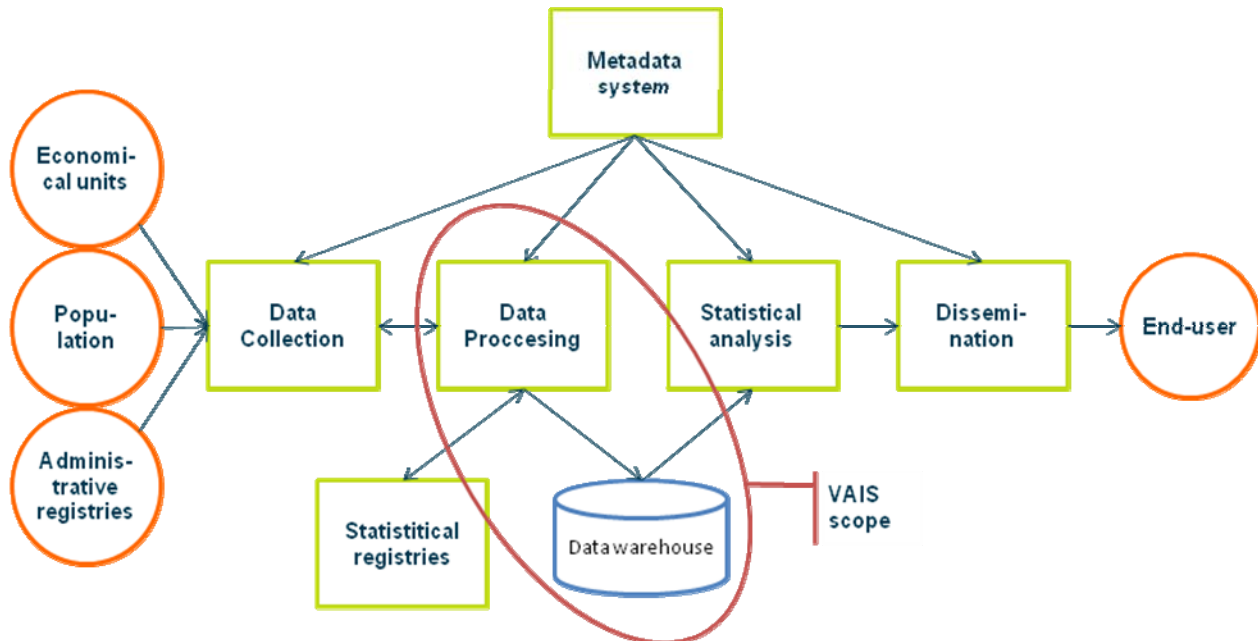 Metadata
system
Economi-
cal units
Popu-
lation
Adminis-
trative
registries
Data
Collection
Data
Proccesing
Statistical
analysis
Dissemi-
nation
End-user
Statistitical
registries
Data warehouse
VAIS
scope